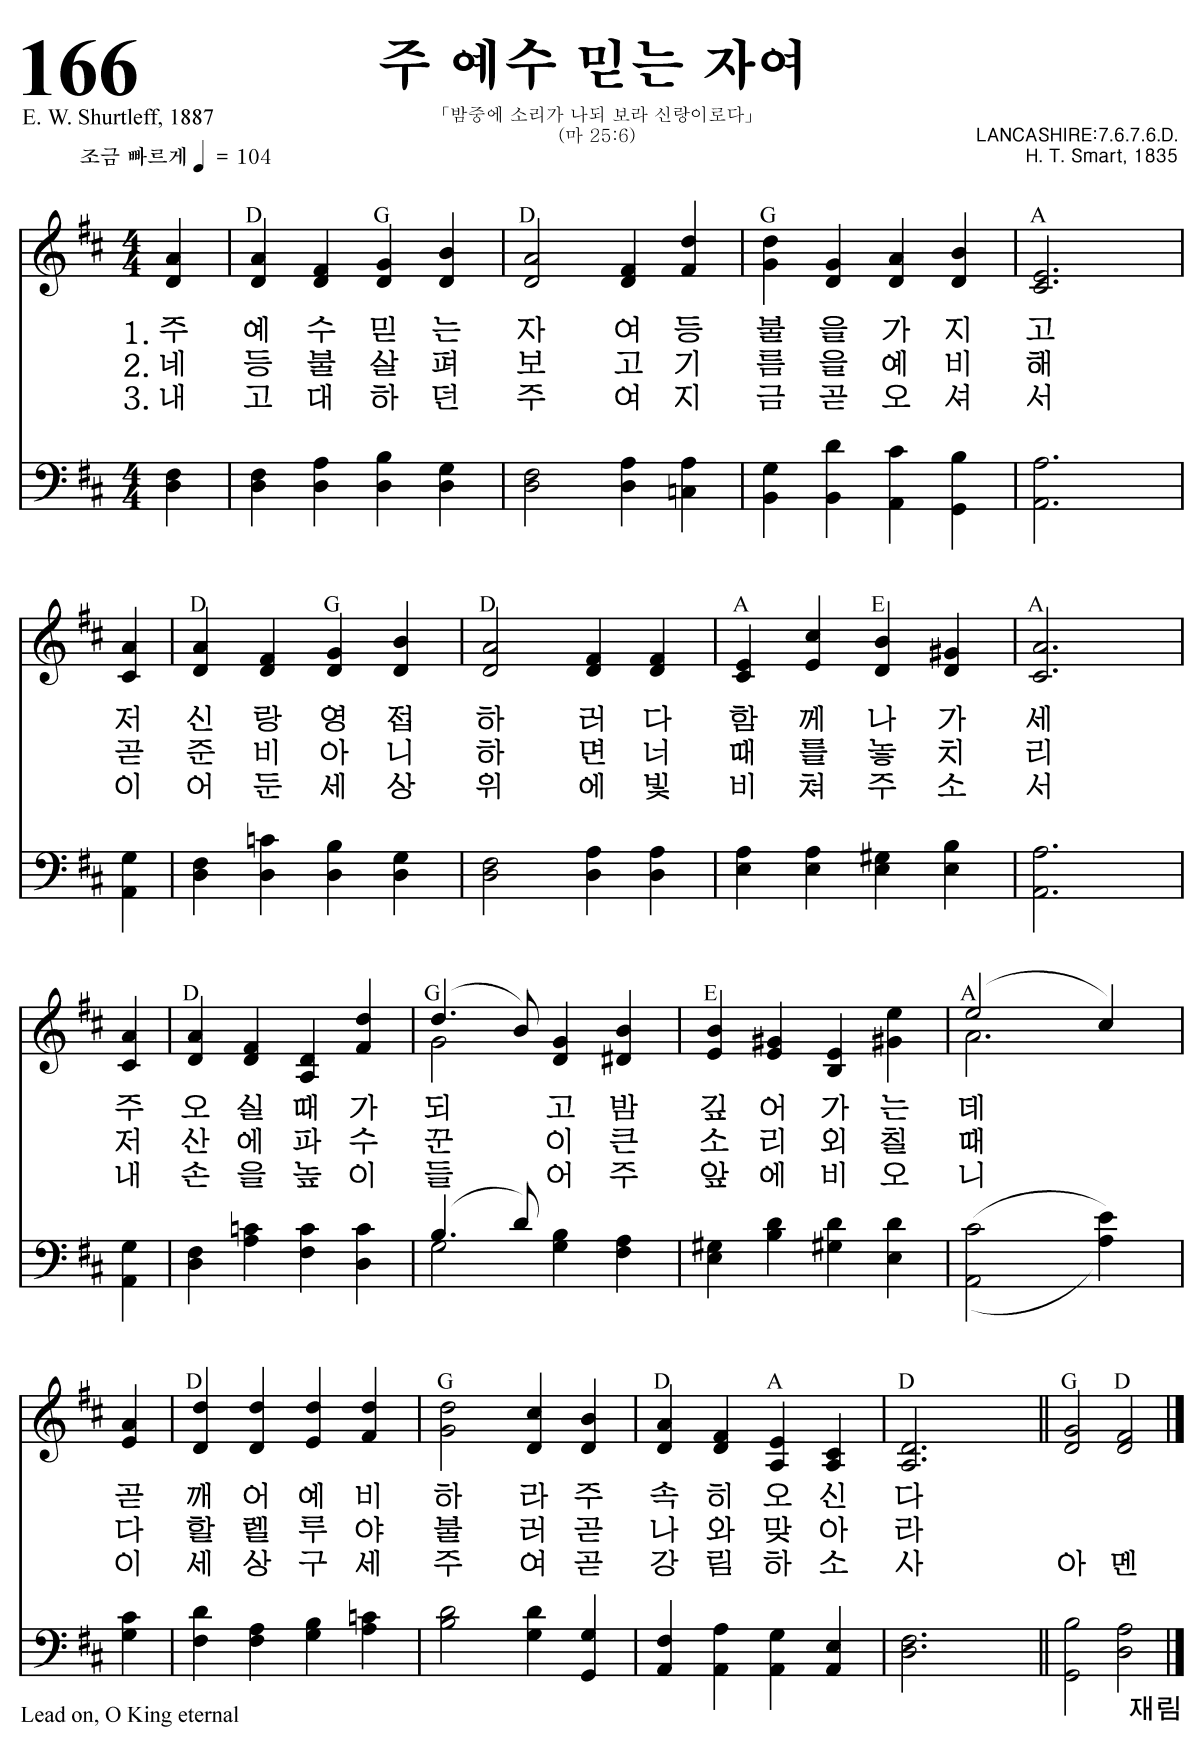 166
주 예수 믿는 자여
E. W. Shurtleff, 1887
「밤중에 소리가 나되 보라 신랑이로다」
(마 25:6)
조금 빠르게 ♩ = 104
LANCASHIRE:7.6.7.6.D.
H. T. Smart, 1835
D G D G A
4 4
1. 주 예 수 믿 는 자 여 등 불 을 가 지 고
2. 네 등 불 살 펴 보 고 기 름 을 예 비 해
3. 내 고 대 하 던 주 여 지 금 곧 오 셔 서
4 4
D G D A E A
저 신 랑 영 접 하 러 다 함 께 나 가 세
곧 준 비 아 니 하 면 너 때 를 놓 치 리
이 어 둔 세 상 위 에 빛 비 쳐 주 소 서
D G E A
주 오 실 때 가 되 고 밤 깊 어 가 는 데
저 산 에 파 수 꾼 이 큰 소 리 외 칠 때
내 손 을 높 이 들 어 주 앞 에 비 오 니
D G D A D G D
곧 깨 어 예 비 하 라 주 속 히 오 신 다
다 할 렐 루 야 불 러 곧 나 와 맞 아 라
이 세 상 구 세 주 여 곧 강 림 하 소 사 아 멘
Lead on, O King eternal
재림